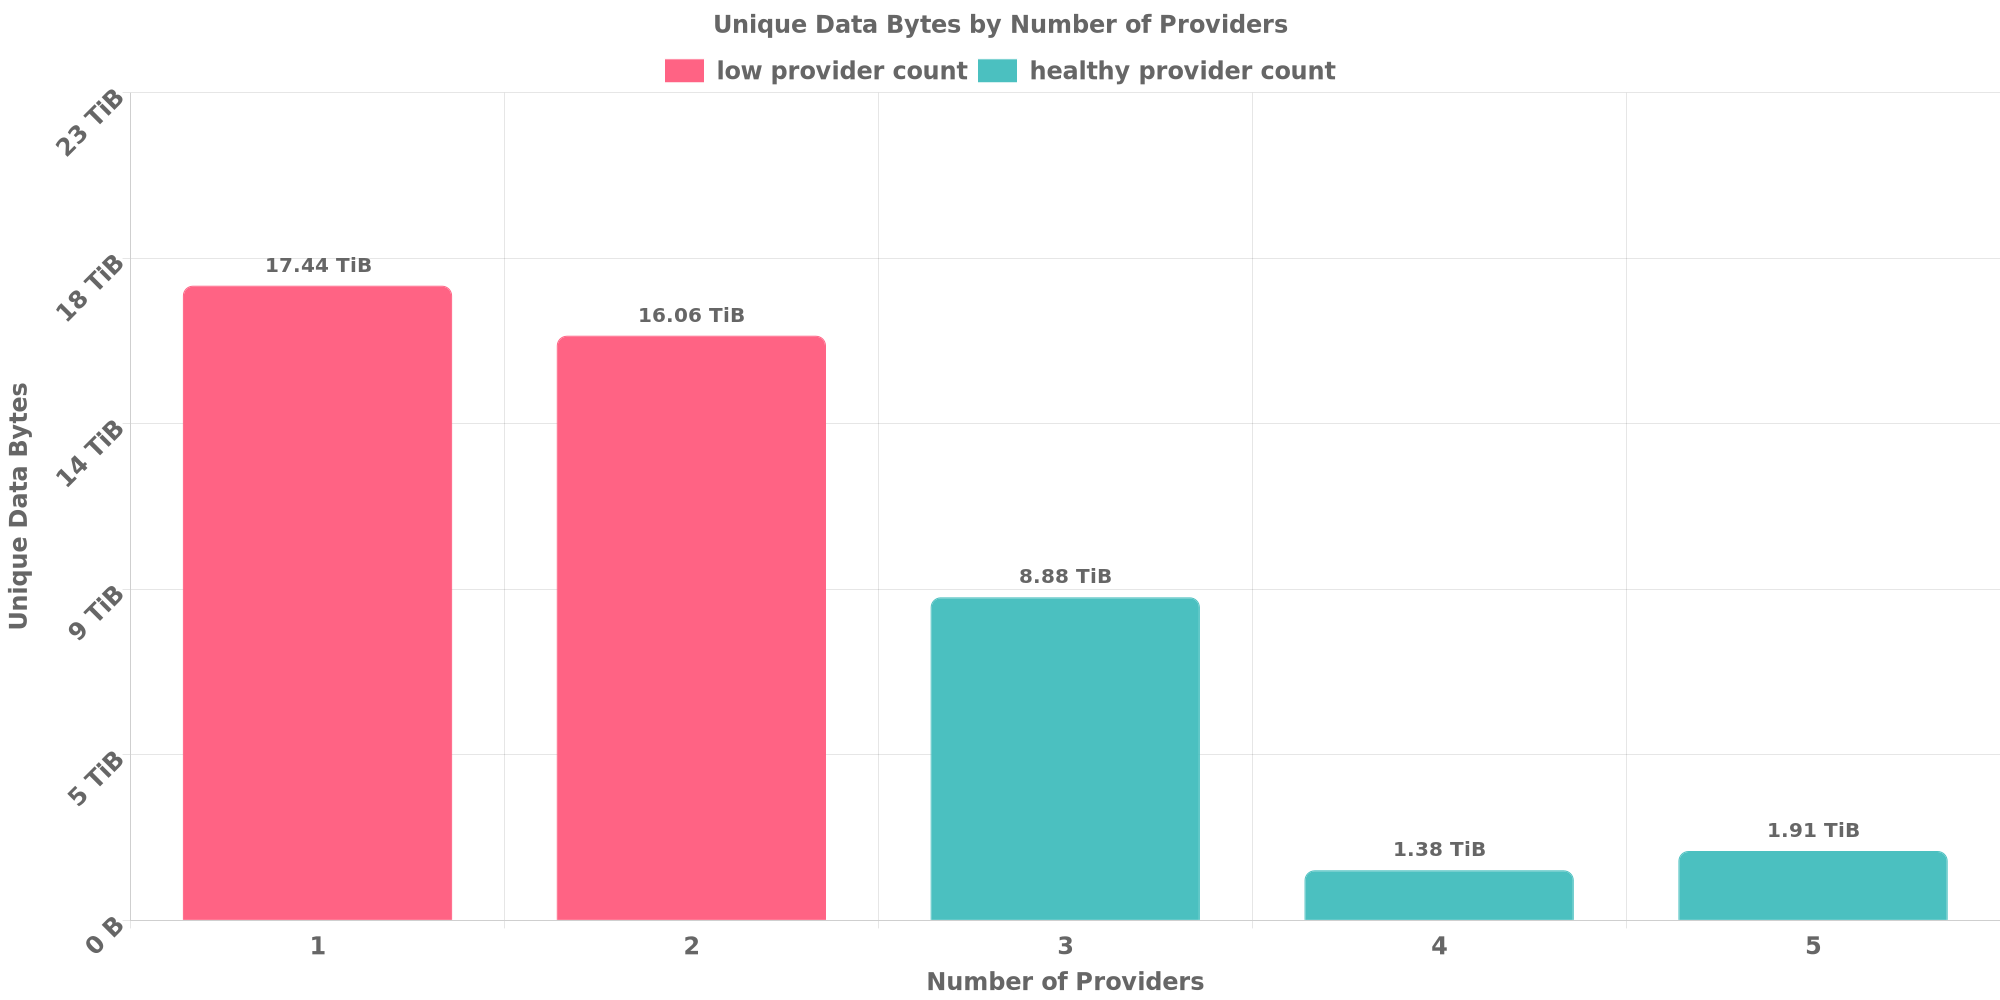 Unique Data Bytes by Number of Providers
low provider count healthy provider count
23 TiB
18 TiB
14 TiB
9 TiB
5 TiB
0 B
Unique Data Bytes
17.44 TiB
16.06 TiB
8.88 TiB
1.38 TiB
1.91 TiB
1 2 3 4 5
Number of Providers